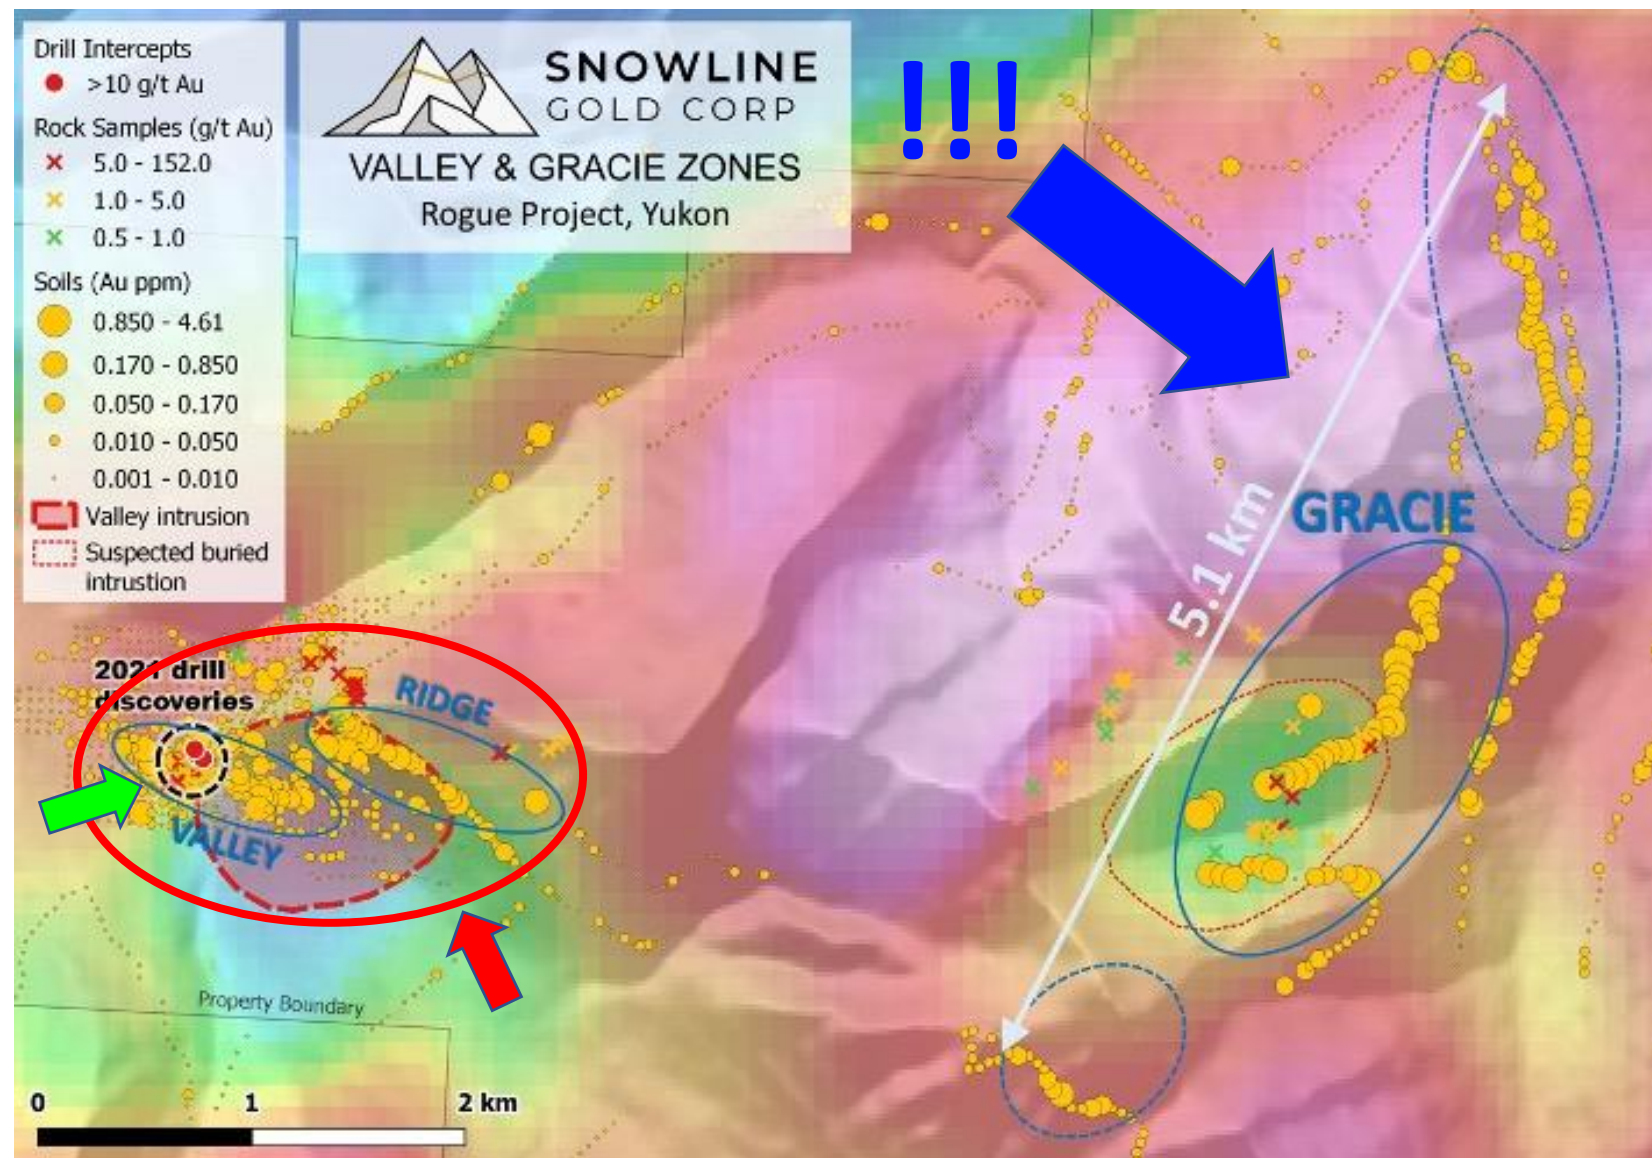 Drill Intercepts
>10 g/t Au
Rock Samples (g/t Au)
5.0 - 152.0
1.0 - 5.0
0.5 - 1.0
Soils (Au ppm)
0.850 - 4.61
0.170 - 0.850
0.050 - 0.170
0.010 - 0.050
0.001 - 0.010
Valley intrusion
Suspected buried
intrustion
SNOWLINE
GOLD CORP
VALLEY & GRACIE ZONES
Rogue Project, Yukon
!!!
5.1 km
GRACIE
2021 drill
discoveries
RIDGE
VALLEY
Property Boundary
0 1 2 km